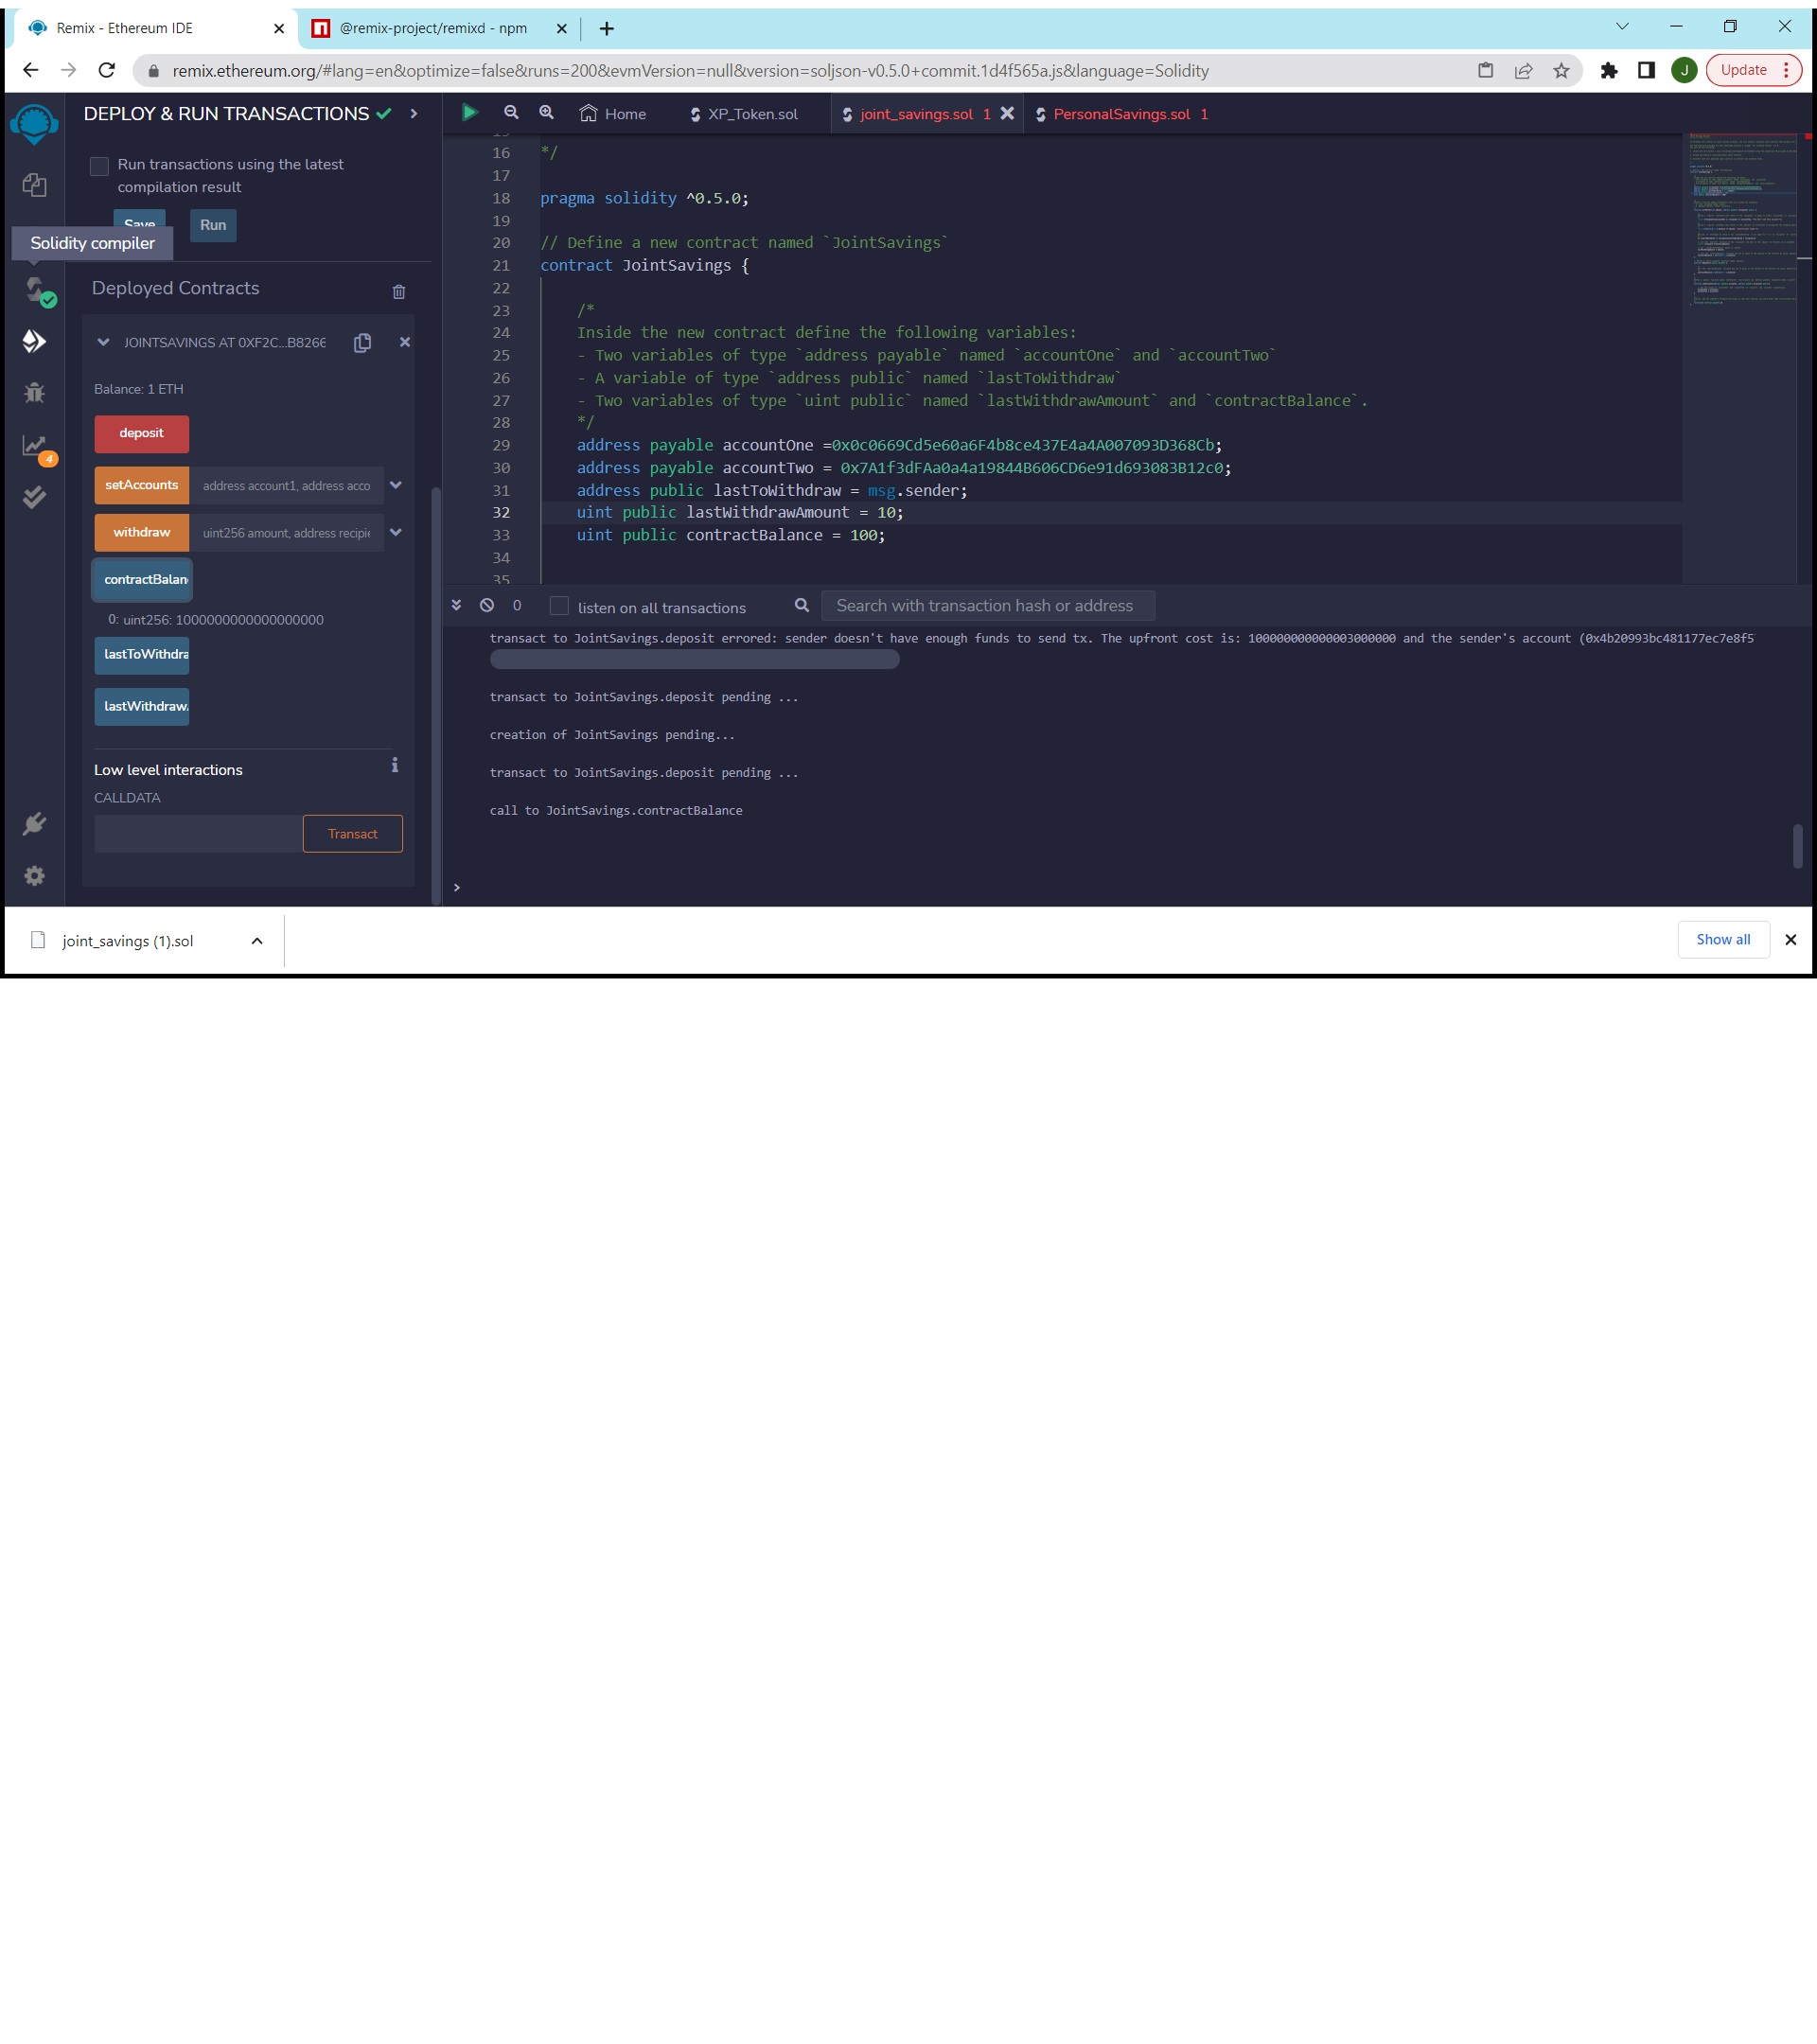 Remix - Ethereum IDE
@remix-project/remixd - npm
remix.ethereum.org/#lang=en&optimize=false&runs=200&evmVersion=null&version=soljson-v0.5.0+commit.1d4f565a.js&language=Solidity
J
Update
DEPLOY & RUN TRANSACTIONS
Home
XP_Token.sol
joint_savings.sol 1
PersonalSavings.sol 1
Run transactions using the latest
compilation result
Save
Run
Solidity compiler
Deployed Contracts
JOINTSAVINGS AT 0XF2C...B8266
Balance: 1 ETH
deposit
setAccounts
address account1, address acco
withdraw
uint256 amount, address recipi
contractBalan
0: uint256: 1000000000000000000
lastToWithdra
lastWithdraw.
4
Low level interactions
i
CALLDATA
Transact
16 */
17
18 pragma solidity ^0.5.0;
19
20 // Define a new contract named `JointSavings`
21 contract JointSavings {
22
23 /*
24 Inside the new contract define the following variables:
25 - Two variables of type `address payable` named `accountOne` and `accountTwo`
26 - A variable of type `address public` named `lastToWithdraw`
27 - Two variables of type `uint public` named `lastWithdrawAmount` and `contractBalance`.
28 */
29 address payable accountOne =0x0c0669Cd5e60a6F4b8ce437E4a4A007093D368Cb;
30 address payable accountTwo = 0x7A1f3dFAa0a4a19844B606CD6e91d693083B12c0;
31 address public lastToWithdraw = msg.sender;
32 uint public lastWithdrawAmount = 10;
33 uint public contractBalance = 100;
34
35
0
listen on all transactions
Search with transaction hash or address
transact to JointSavings.deposit errored: sender doesn't have enough funds to send tx. The upfront cost is: 100000000000003000000 and the sender's account (0x4b20993bc481177ec7e8f5
transact to JointSavings.deposit pending ...
creation of JointSavings pending...
transact to JointSavings.deposit pending ...
call to JointSavings.contractBalance
>
joint_savings (1).sol
Show all